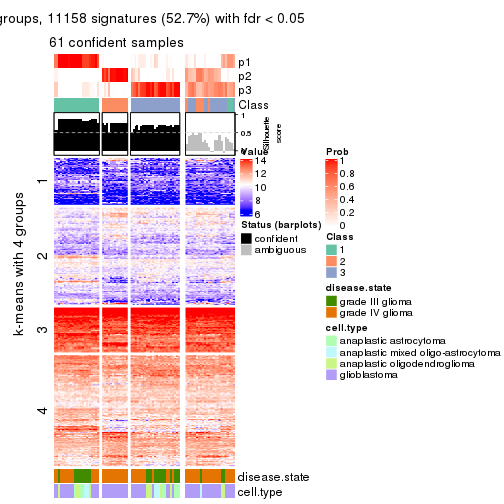 groups, 11158 signatures (52.7%) with fdr < 0.05
61 confident samples
p1
p2
p3
Class
1
0.5
0
Silhouette
score
k-means with 4 groups
1
2
3
4
disease.state
cell.type
Value
14
12
10
8
6
Status (barplots)
confident
ambiguous
Prob
1
0.8
0.6
0.4
0.2
0
Class
1
2
3
disease.state
grade III glioma
grade IV glioma
cell.type
anaplastic astrocytoma
anaplastic mixed oligo-astrocytoma
anaplastic oligodendroglioma
glioblastoma